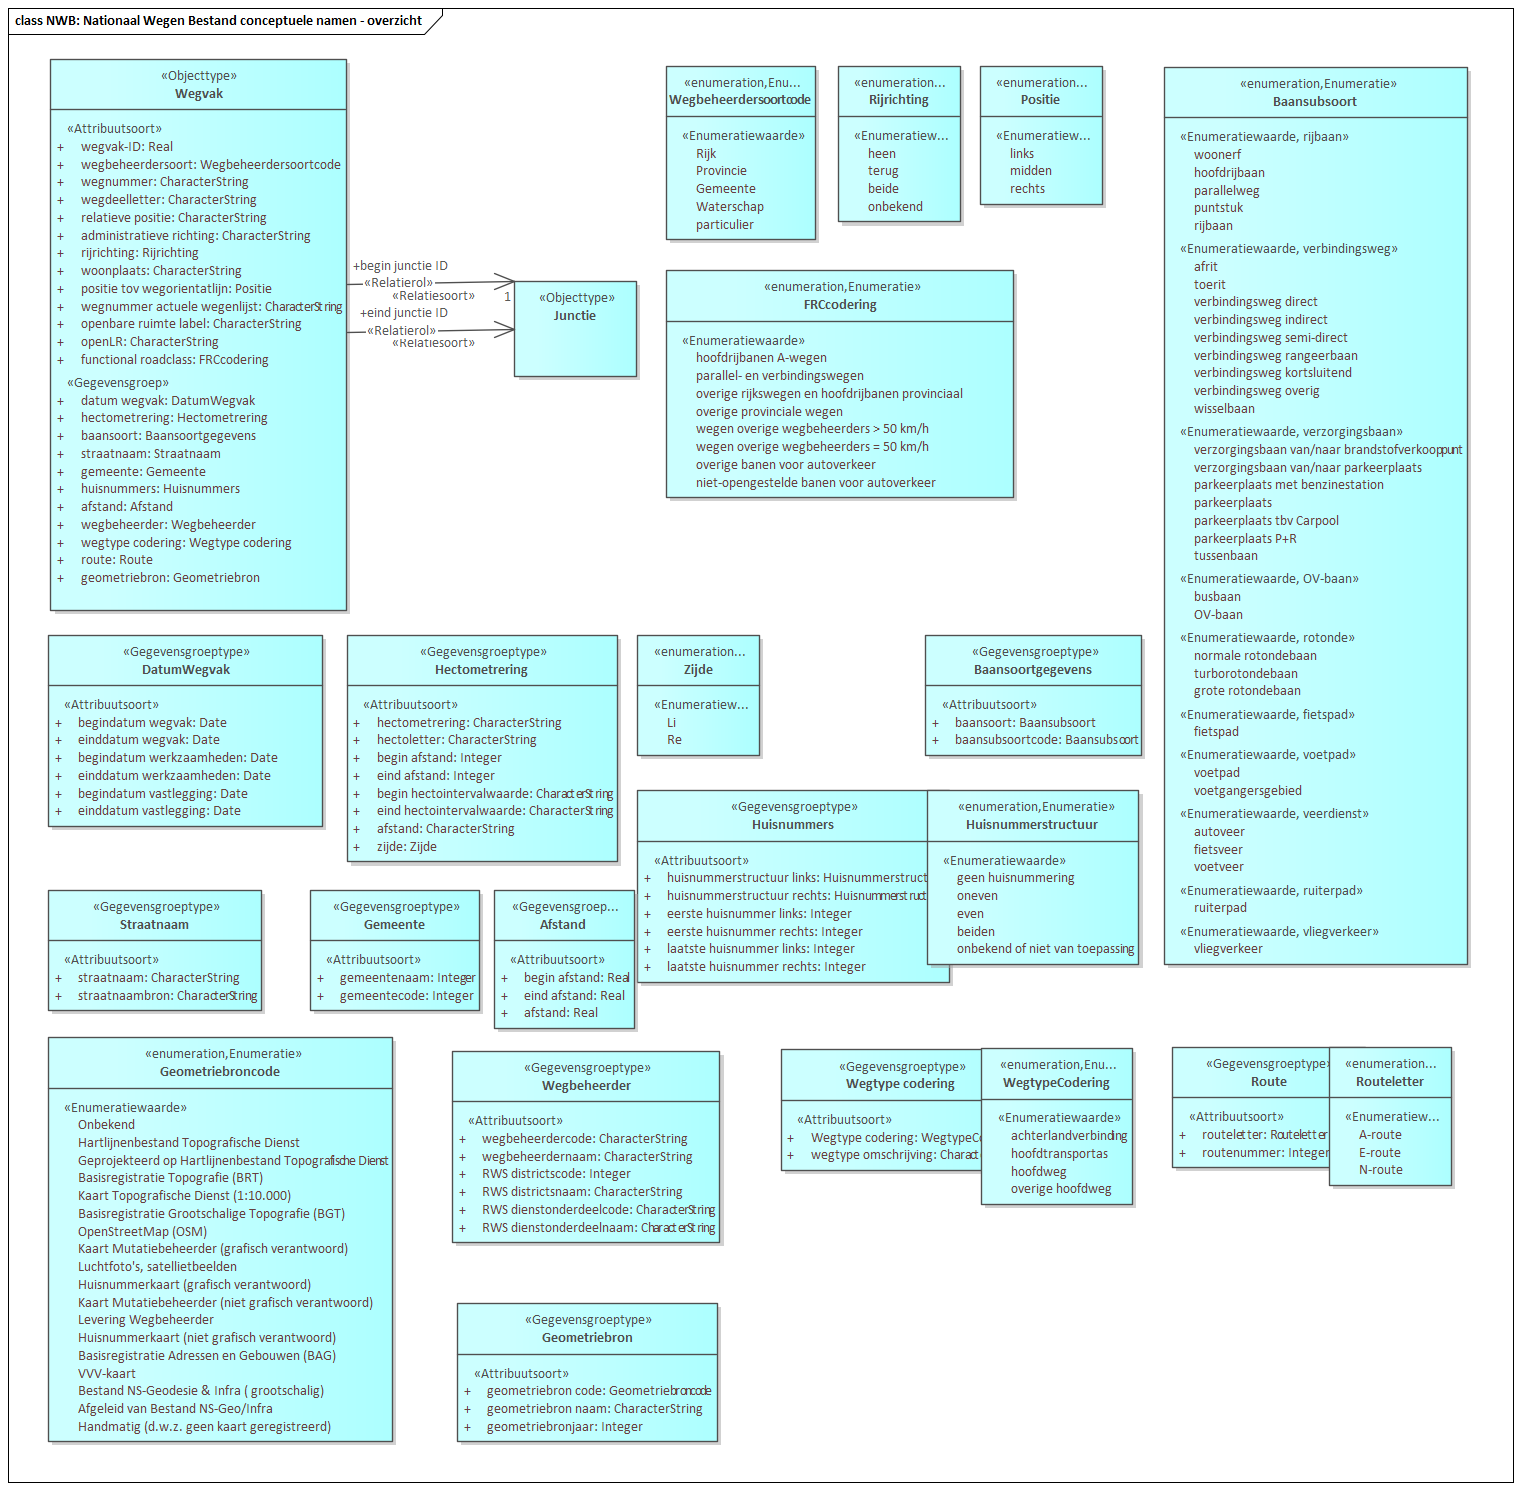 class NWB: Nationaal Wegen Bestand conceptuele namen - overzicht
«Objecttype»
Wegvak
«Attribuutsoort»
+ wegvak-ID: Real
+ wegbeheerdersoort: Wegbeheerdersoortcode
+ wegnummer: CharacterString
+ wegdeelletter: CharacterString
+ relatieve positie: CharacterString
+ administratieve richting: CharacterString
+ rijrichting: Rijrichting
+ woonplaats: CharacterString
+ positie tov wegorientatlijn: Positie
+ wegnummer actuele wegenlijst: CharacterString
+ openbare ruimte label: CharacterString
+ openLR: CharacterString
+ functional roadclass: FRCcodering
«Gegevensgroep»
+ datum wegvak: DatumWegvak
+ hectometrering: Hectometrering
+ baansoort: Baansoortgegevens
+ straatnaam: Straatnaam
+ gemeente: Gemeente
+ huisnummers: Huisnummers
+ afstand: Afstand
+ wegbeheerder: Wegbeheerder
+ wegtype codering: Wegtype codering
+ route: Route
+ geometriebron: Geometriebron
+begin junctie ID
«Relatierol»
«Relatiesoort»
1
+eind junctie ID
«Relatierol»
«Relatiesoort»
«Objecttype»
Junctie
«enumeration,Enu...
Wegbeheerdersoortcode
«Enumeratiewaarde»
Rijk
Provincie
Gemeente
Waterschap
particulier
«enumeration...
Rijrichting
«Enumeratiew...
heen
terug
beide
onbekend
«enumeration...
Positie
«Enumeratiew...
links
midden
rechts
«enumeration,Enumeratie»
FRCcodering
«Enumeratiewaarde»
hoofdrijbanen A-wegen
parallel- en verbindingswegen
overige rijkswegen en hoofdrijbanen provinciaal
overige provinciale wegen
wegen overige wegbeheerders > 50 km/h
wegen overige wegbeheerders = 50 km/h
overige banen voor autoverkeer
niet-opengestelde banen voor autoverkeer
«enumeration,Enumeratie»
Baansubsoort
«Enumeratiewaarde, rijbaan»
woonerf
hoofdrijbaan
parallelweg
puntstuk
rijbaan
«Enumeratiewaarde, verbindingsweg»
afrit
toerit
verbindingsweg direct
verbindingsweg indirect
verbindingsweg semi-direct
verbindingsweg rangeerbaan
verbindingsweg kortsluitend
verbindingsweg overig
wisselbaan
«Enumeratiewaarde, verzorgingsbaan»
verzorgingsbaan van/naar brandstofverkooppunt
verzorgingsbaan van/naar parkeerplaats
parkeerplaats met benzinestation
parkeerplaats
parkeerplaats tbv Carpool
parkeerplaats P+R
tussenbaan
«Enumeratiewaarde, OV-baan»
busbaan
OV-baan
«Enumeratiewaarde, rotonde»
normale rotondebaan
turborotondebaan
grote rotondebaan
«Enumeratiewaarde, fietspad»
fietspad
«Enumeratiewaarde, voetpad»
voetpad
voetgangersgebied
«Enumeratiewaarde, veerdienst»
autoveer
fietsveer
voetveer
«Enumeratiewaarde, ruiterpad»
ruiterpad
«Enumeratiewaarde, vliegverkeer»
vliegverkeer
«Gegevensgroeptype»
DatumWegvak
«Attribuutsoort»
+ begindatum wegvak: Date
+ einddatum wegvak: Date
+ begindatum werkzaamheden: Date
+ einddatum werkzaamheden: Date
+ begindatum vastlegging: Date
+ einddatum vastlegging: Date
«Gegevensgroeptype»
Hectometrering
«Attribuutsoort»
+ hectometrering: CharacterString
+ hectoletter: CharacterString
+ begin afstand: Integer
+ eind afstand: Integer
+ begin hectointervalwaarde: CharacterString
+ eind hectointervalwaarde: CharacterString
+ afstand: CharacterString
+ zijde: Zijde
«enumeration...
Zijde
«Enumeratiew...
Li
Re
«Gegevensgroeptype»
Baansoortgegevens
«Attribuutsoort»
+ baansoort: Baansubsoort
+ baansubsoortcode: Baansubsoort
«Gegevensgroeptype»
Huisnummers
«Attribuutsoort»
+ huisnummerstructuur links: Huisnummerstruct
+ huisnummerstructuur rechts: Huisnummerstruct
+ eerste huisnummer links: Integer
+ eerste huisnummer rechts: Integer
+ laatste huisnummer links: Integer
+ laatste huisnummer rechts: Integer
«enumeration,Enumeratie»
Huisnummerstructuur
«Enumeratiewaarde»
geen huisnummering
oneven
even
beiden
onbekend of niet van toepassing
«Gegevensgroeptype»
Straatnaam
«Attribuutsoort»
+ straatnaam: CharacterString
+ straatnaambron: CharacterString
«Gegevensgroeptype»
Gemeente
«Attribuutsoort»
+ gemeentenaam: Integer
+ gemeentecode: Integer
«Gegevensgroep...
Afstand
«Attribuutsoort»
+ begin afstand: Real
+ eind afstand: Real
+ afstand: Real
«enumeration,Enumeratie»
Geometriebroncode
«Enumeratiewaarde»
Onbekend
Hartlijnenbestand Topografische Dienst
Geprojekteerd op Hartlijnenbestand Topografische Dienst
Basisregistratie Topografie (BRT)
Kaart Topografische Dienst (1:10.000)
Basisregistratie Grootschalige Topografie (BGT)
OpenStreetMap (OSM)
Kaart Mutatiebeheerder (grafisch verantwoord)
Luchtfoto's, satellietbeelden
Huisnummerkaart (grafisch verantwoord)
Kaart Mutatiebeheerder (niet grafisch verantwoord)
Levering Wegbeheerder
Huisnummerkaart (niet grafisch verantwoord)
Basisregistratie Adressen en Gebouwen (BAG)
VVV-kaart
Bestand NS-Geodesie & Infra ( grootschalig)
Afgeleid van Bestand NS-Geo/Infra
Handmatig (d.w.z. geen kaart geregistreerd)
«Gegevensgroeptype»
Wegbeheerder
«Attribuutsoort»
+ wegbeheerdercode: CharacterString
+ wegbeheerdernaam: CharacterString
+ RWS districtscode: Integer
+ RWS districtsnaam: CharacterString
+ RWS dienstonderdeelcode: CharacterString
+ RWS dienstonderdeelnaam: CharacterString
«Gegevensgroeptype»
Wegtype codering
«Attribuutsoort»
+ Wegtype codering: WegtypeCo
+ wegtype omschrijving: Charact
«enumeration,Enu...
WegtypeCodering
«Enumeratiewaarde»
achterlandverbinding
hoofdtransportas
hoofdweg
overige hoofdweg
«Gegevensgroeptype»
Route
«Attribuutsoort»
+ routeletter: Routeletter
+ routenummer: Integer
«enumeration...
Routeletter
«Enumeratiew...
A-route
E-route
N-route
«Gegevensgroeptype»
Geometriebron
«Attribuutsoort»
+ geometriebron code: Geometriebroncode
+ geometriebron naam: CharacterString
+ geometriebronjaar: Integer